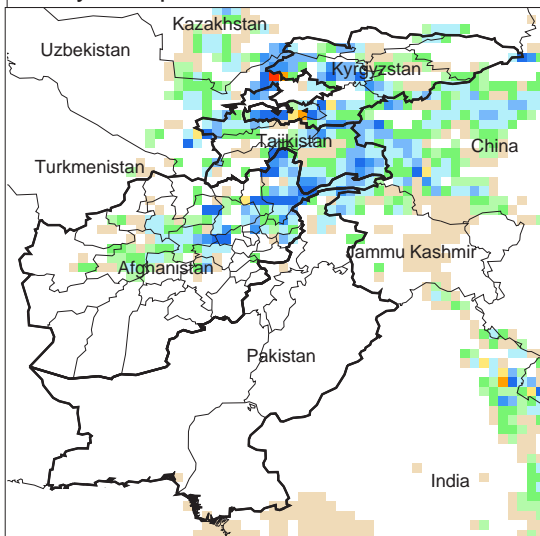 Kazakhstan
Uzbekistan
Kyrgyzstan
Tajikistan
China
Turkmenistan
Jammu Kashmir
Afghanistan
Pakistan
India